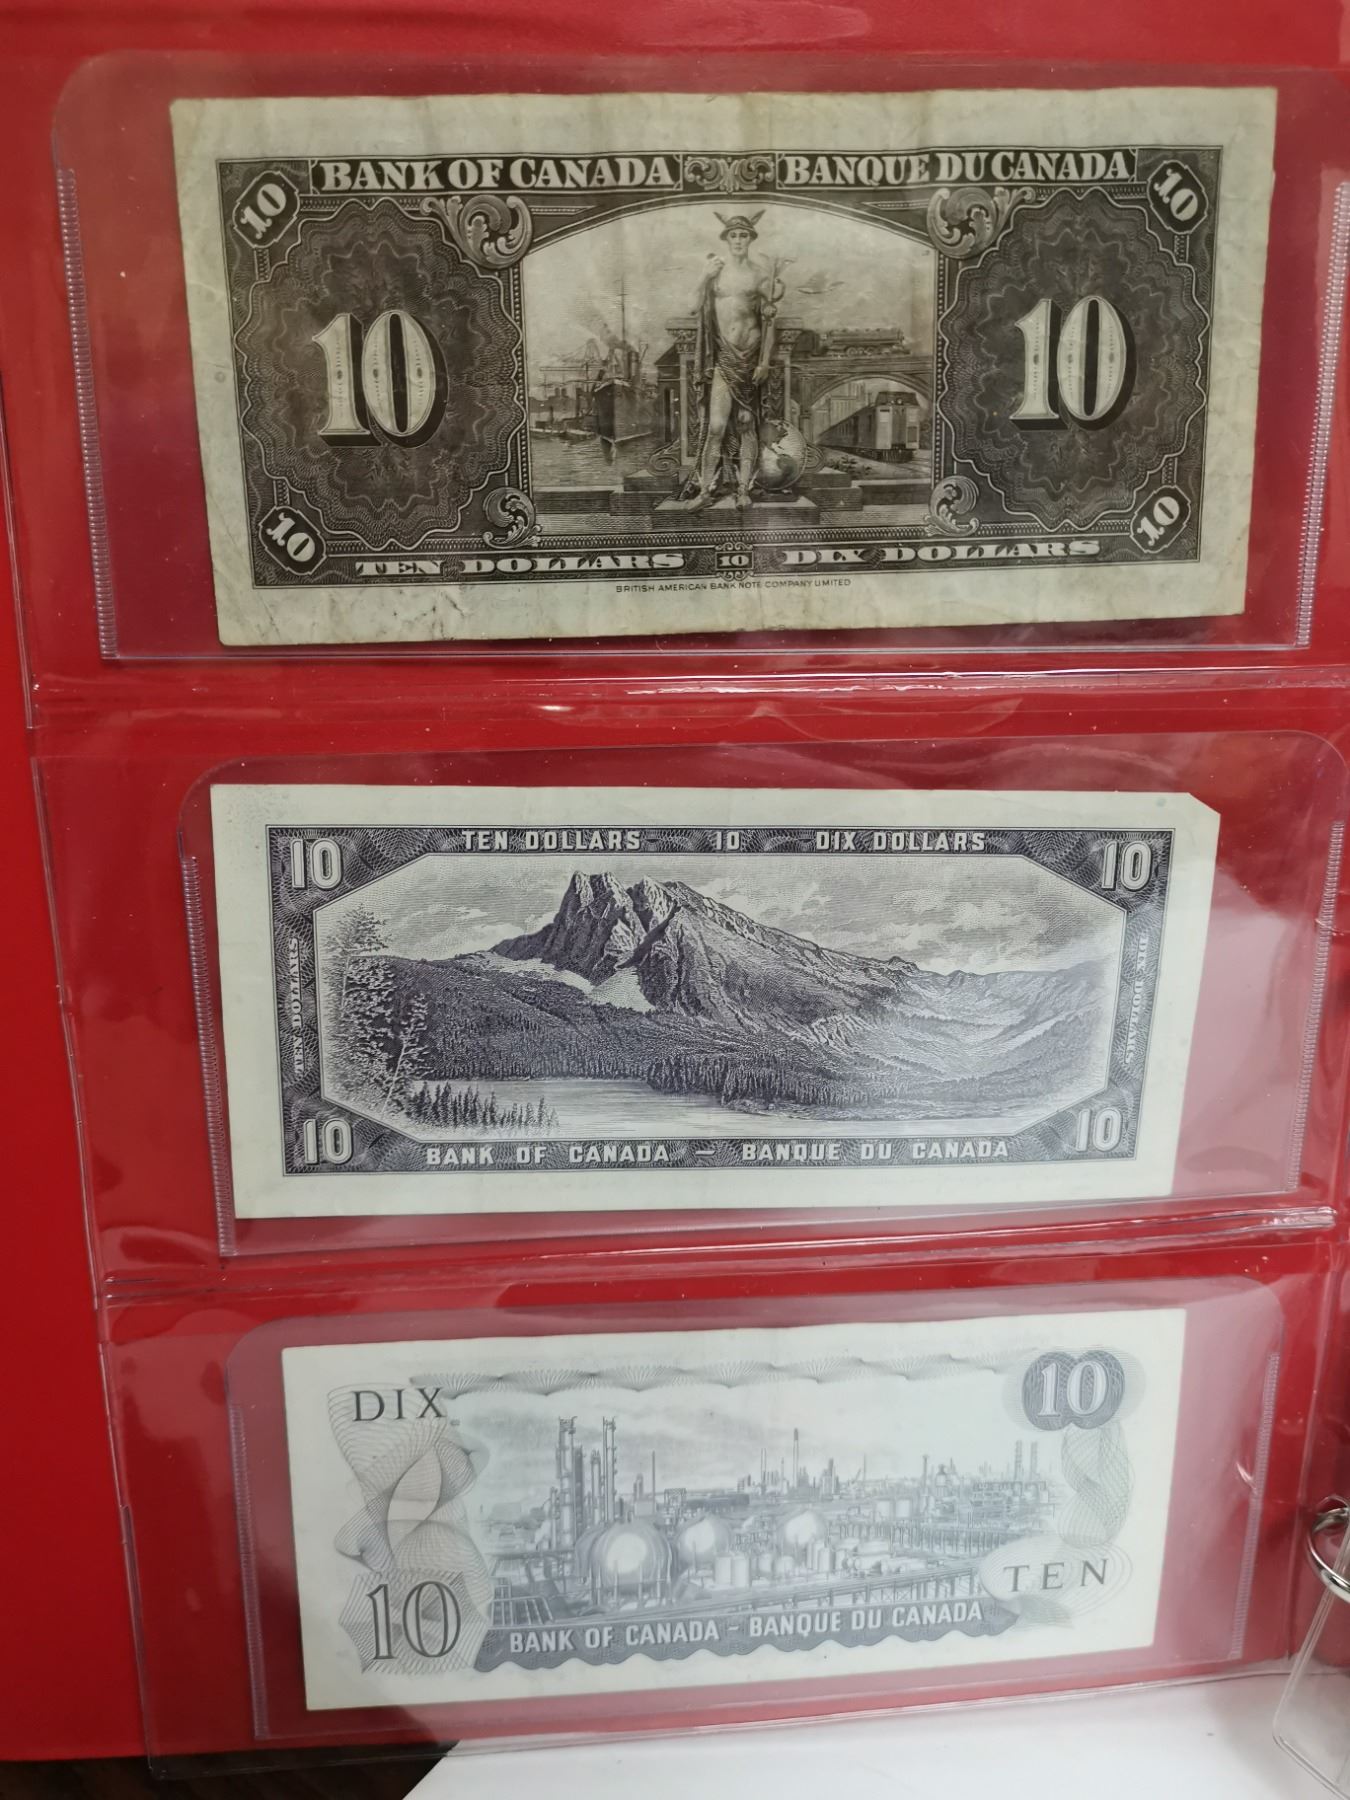 BANK OF CANADA BANQUE DU CANADA
10 10
10 10
10 10
TEN DOLLARS 10 DIX DOLLARS
BRITISH AMERICAN BANK NOTE COMPANY LIMITED
TEN DOLLARS 10 DIX DOLLARS
10 10
TEN DOLLARS DIX DOLLARS
10 10
BANK OF CANADA — BANQUE DU CANADA
DIX 10
TEN
10
BANK OF CANADA - BANQUE DU CANADA